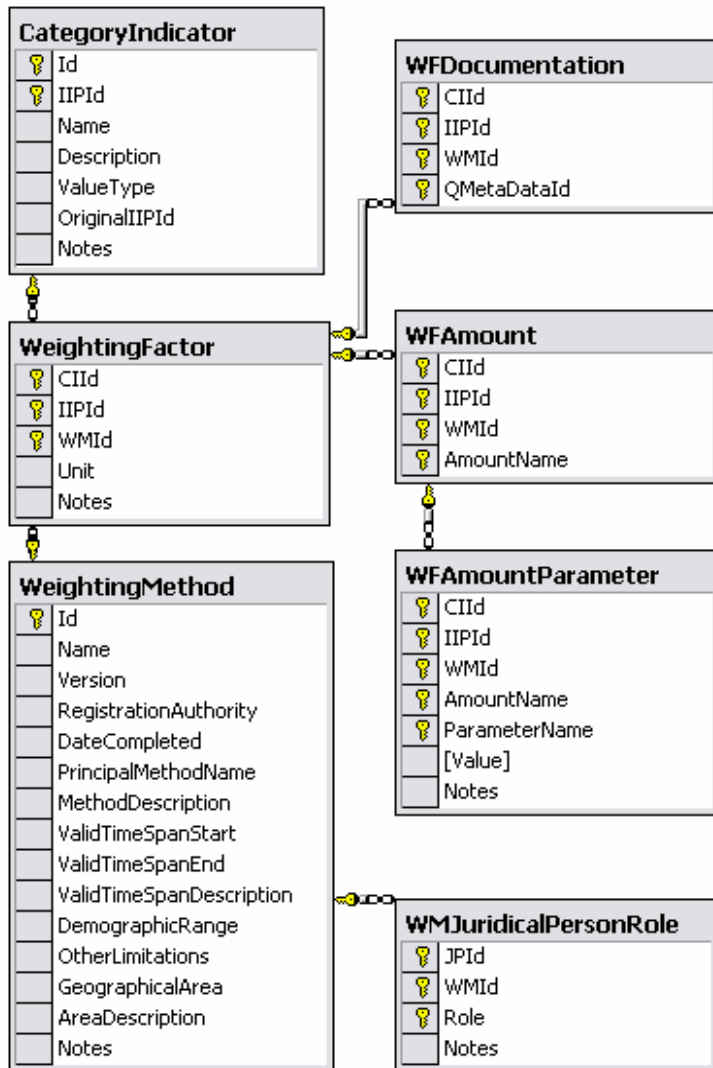 CategoryIndicator
Id
IIPId
Name
Description
ValueType
OriginalIIPId
Notes
WeightingFactor
CIId
IIPId
WMId
Unit
Notes
WeightingMethod
Id
Name
Version
RegistrationAuthority
DateCompleted
PrincipalMethodName
MethodDescription
ValidTimeSpanStart
ValidTimeSpanEnd
ValidTimeSpanDescription
DemographicRange
OtherLimitations
GeographicalArea
AreaDescription
Notes
WFDocumentation
CIId
IIPId
WMId
QMetaDataId
WFAmount
CIId
IIPId
WMId
AmountName
WFAmountParameter
CIId
IIPId
WMId
AmountName
ParameterName
[Value]
Notes
WMJuridicalPersonRole
JPId
WMId
Role
Notes